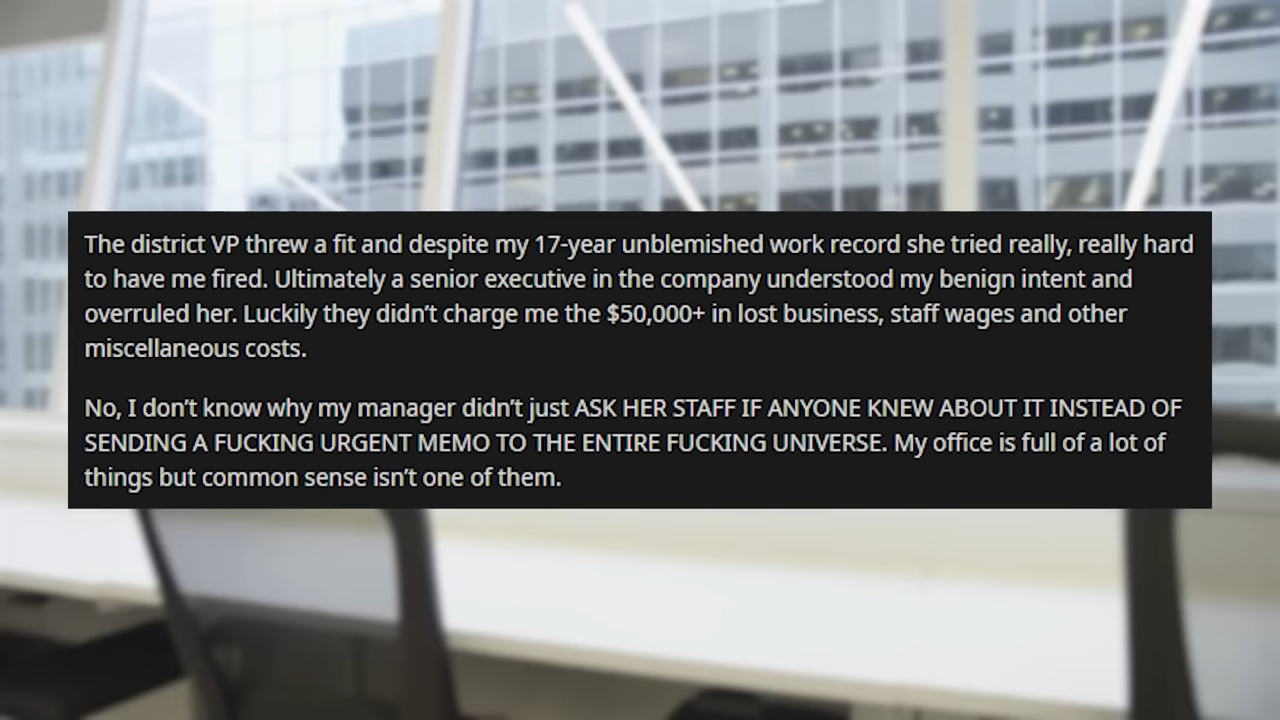 The district VP threw a fit and despite my 17-year unblemished work record she tried really, really hard
to have me fired. Ultimately a senior executive in the company understood my benign intent and
overruled her. Luckily they didn’t charge me the $50,000+ in lost business, staff wages and other
miscellaneous costs.
No, I don’t know why my manager didn’t just ASK HER STAFF IF ANYONE KNEW ABOUT IT INSTEAD OF
SENDING A FUCKING URGENT MEMO TO THE ENTIRE FUCKING UNIVERSE. My office is full of a lot of
things but common sense isn’t one of them.